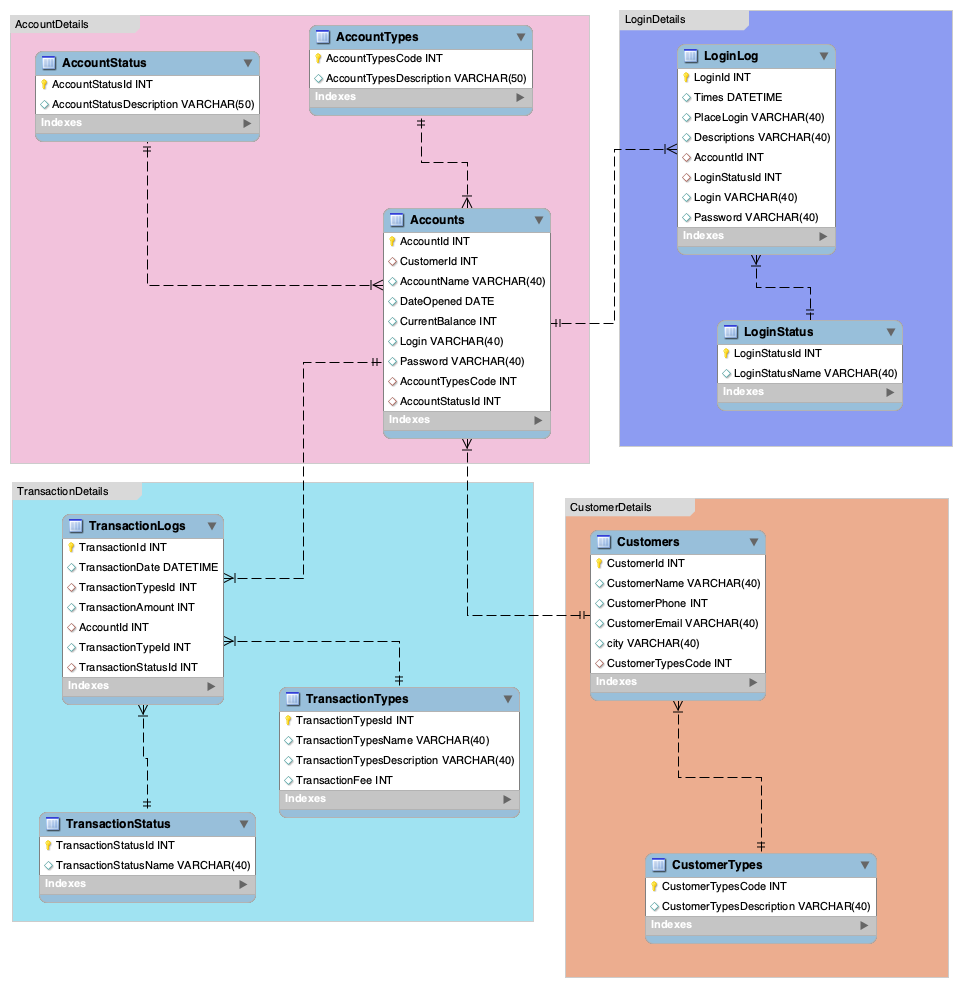 AccountDetails
AccountStatus
AccountStatusId INT
AccountStatusDescription VARCHAR(50)
Indexes
AccountTypes
AccountTypesCode INT
AccountTypesDescription VARCHAR(50)
Indexes
Accounts
AccountId INT
CustomerId INT
AccountName VARCHAR(40)
DateOpened DATE
CurrentBalance INT
Login VARCHAR(40)
Password VARCHAR(40)
AccountTypesCode INT
AccountStatusId INT
Indexes
LoginDetails
LoginLog
LoginId INT
Times DATETIME
PlaceLogin VARCHAR(40)
Descriptions VARCHAR(40)
AccountId INT
LoginStatusId INT
Login VARCHAR(40)
Password VARCHAR(40)
Indexes
LoginStatus
LoginStatusId INT
LoginStatusName VARCHAR(40)
Indexes
TransactionDetails
TransactionLogs
TransactionId INT
TransactionDate DATETIME
TransactionTypesId INT
TransactionAmount INT
AccountId INT
TransactionTypeId INT
TransactionStatusId INT
Indexes
TransactionTypes
TransactionTypesId INT
TransactionTypesName VARCHAR(40)
TransactionTypesDescription VARCHAR(40)
TransactionFee INT
Indexes
TransactionStatus
TransactionStatusId INT
TransactionStatusName VARCHAR(40)
Indexes
CustomerDetails
Customers
CustomerId INT
CustomerName VARCHAR(40)
CustomerPhone INT
CustomerEmail VARCHAR(40)
city VARCHAR(40)
CustomerTypesCode INT
Indexes
CustomerTypes
CustomerTypesCode INT
CustomerTypesDescription VARCHAR(40)
Indexes